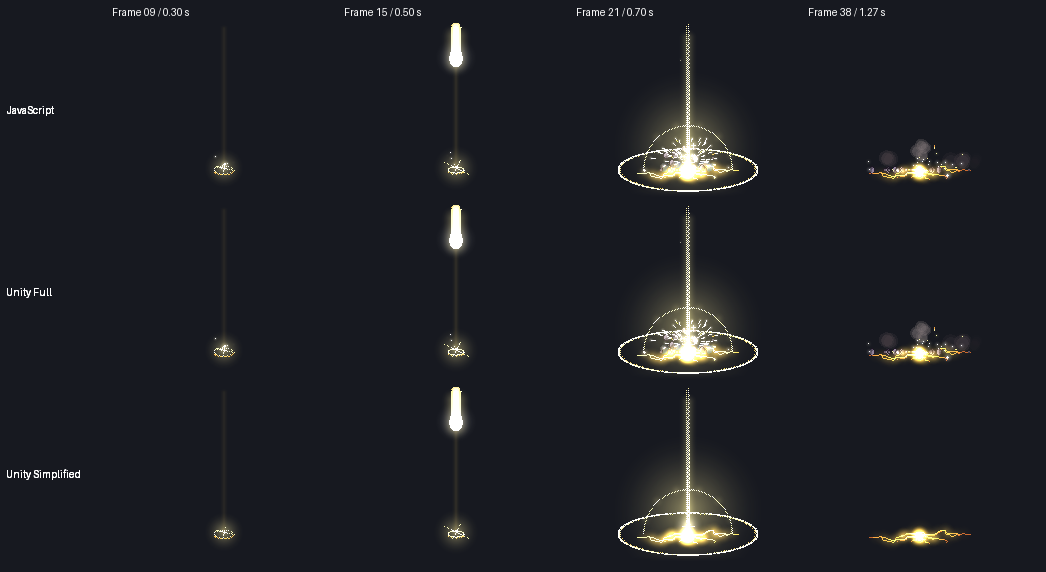 Frame 09 / 0.30 s
Frame 15 / 0.50 s
Frame 21 / 0.70 s
Frame 38 / 1.27 s
JavaScript
Unity Full
Unity Simplified